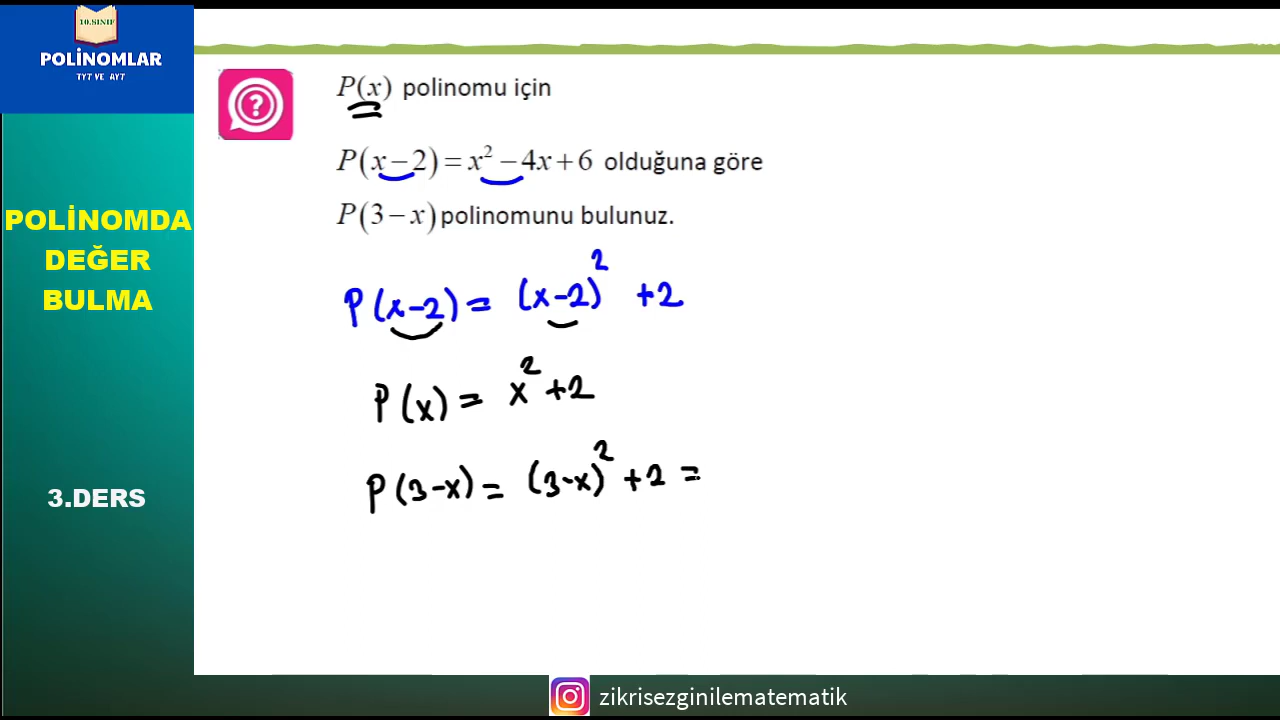 10.SINIF
POLİNOMLAR
TYT VE AYT
POLİNOMDA
DEĞER
BULMA
3.DERS
?
P(x) polinomu için
P(x−2)=x²−4x+6 olduğuna göre
P(3−x) polinomunu bulunuz.
P(x-2) = (x-2)² +2
P(x) = x²+2
P(3-x) = (3-x)² +2 =
zikrisezginilematematik